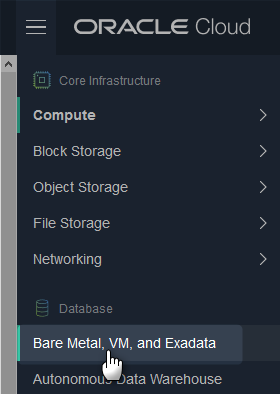 ORACLE Cloud
Core Infrastructure
Compute
Block Storage
Object Storage
File Storage
Networking
Database
Bare Metal, VM, and Exadata
Autonomous Data Warehouse